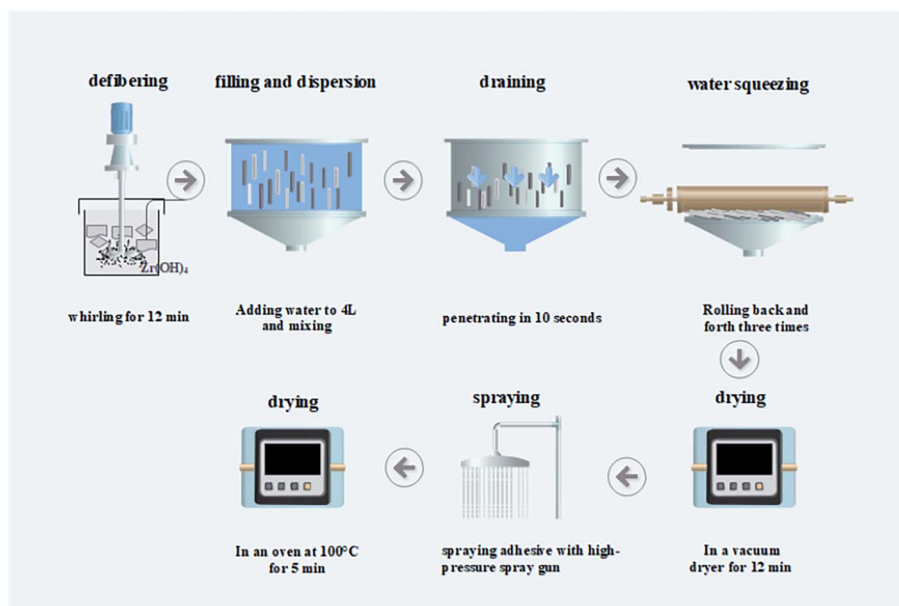 defibering
filling and dispersion
draining
water squeezing
Zr(OH)₄
whirling for 12 min
Adding water to 4L
and mixing
penetrating in 10 seconds
Rolling back and
forth three times
drying
spraying
drying
In an oven at 100°C
for 5 min
spraying adhesive with high-
pressure spray gun
In a vacuum
dryer for 12 min